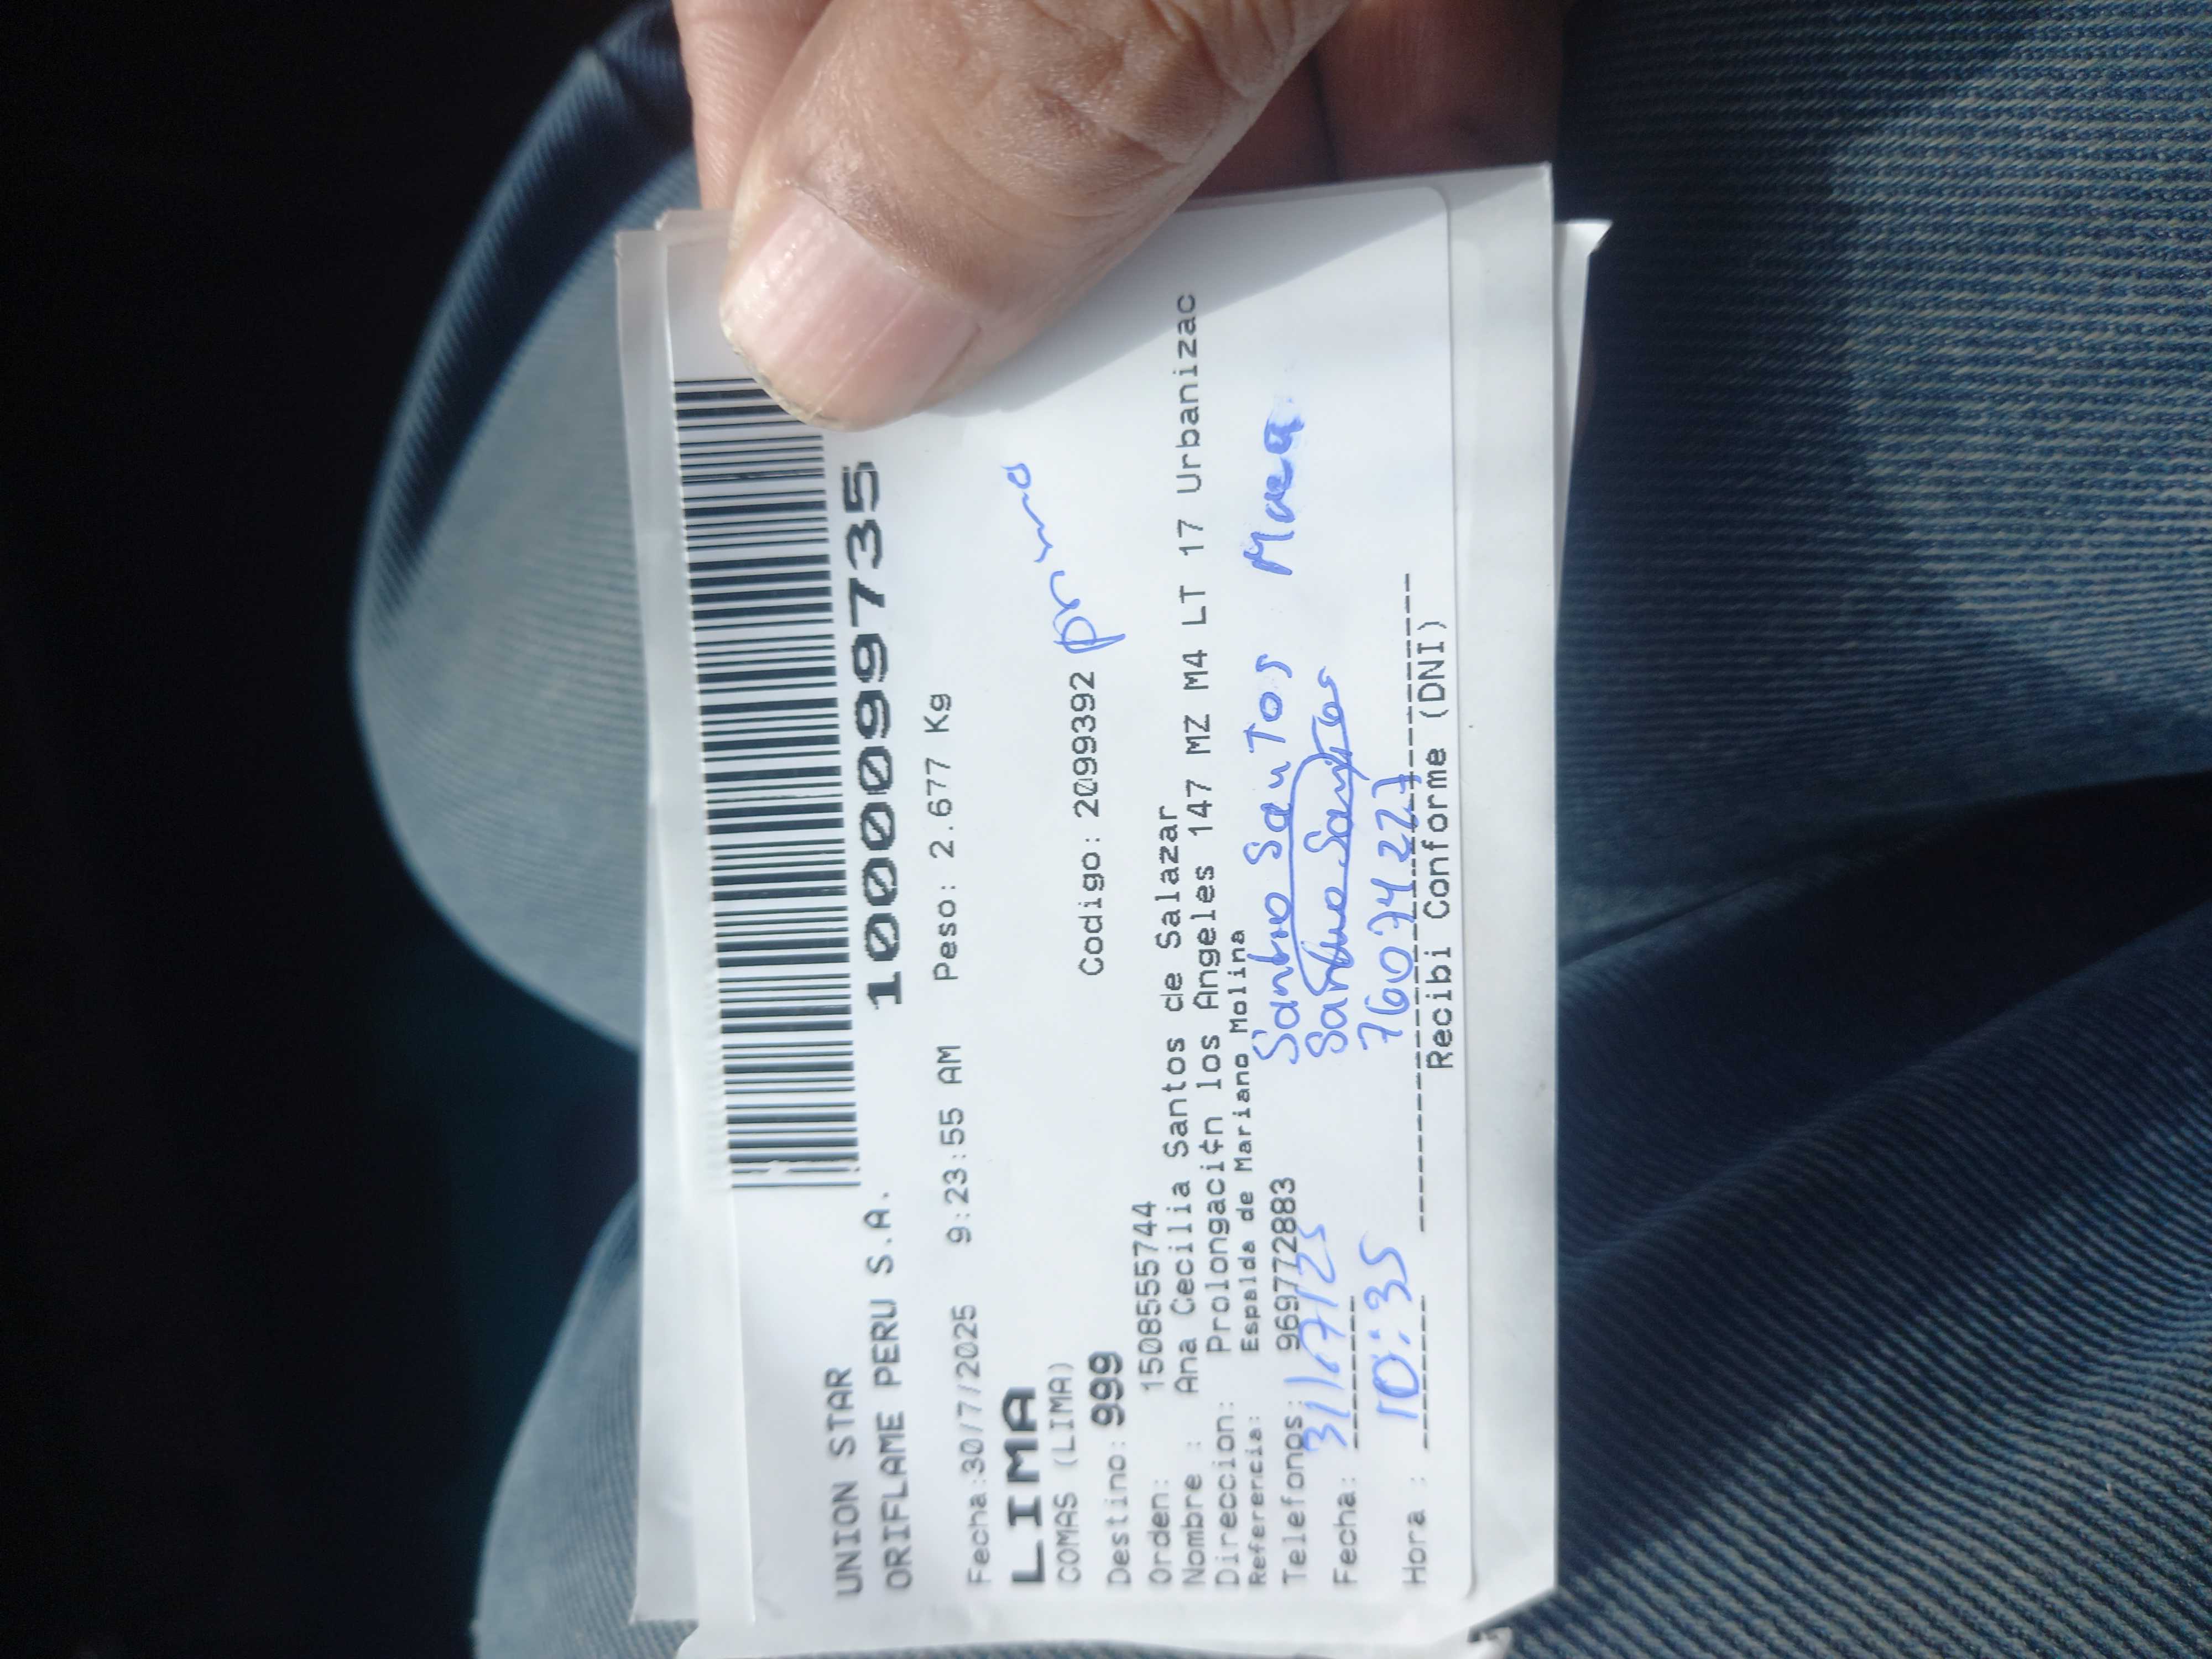 UNION STAR
ORIFLAME PERU S.A. 1000099735
Fecha:30/7/2025 9:23:55 AM Peso: 2.677 Kg
LIMA
COMAS (LIMA)
primo
Destino: 999 Codigo: 2099392
Orden: 1508555744
Nombre : Ana Cecilia Santos de Salazar
Direccion: Prolongaci¢n los Angeles 147 MZ M4 LT 17 Urbanizac
Referencia: Espalda de Mariano Molina
Telefonos: 969772883
Santos
Fecha: 31/7/25
Santos
Hora : 10:35
Recibi Conforme (DNI)